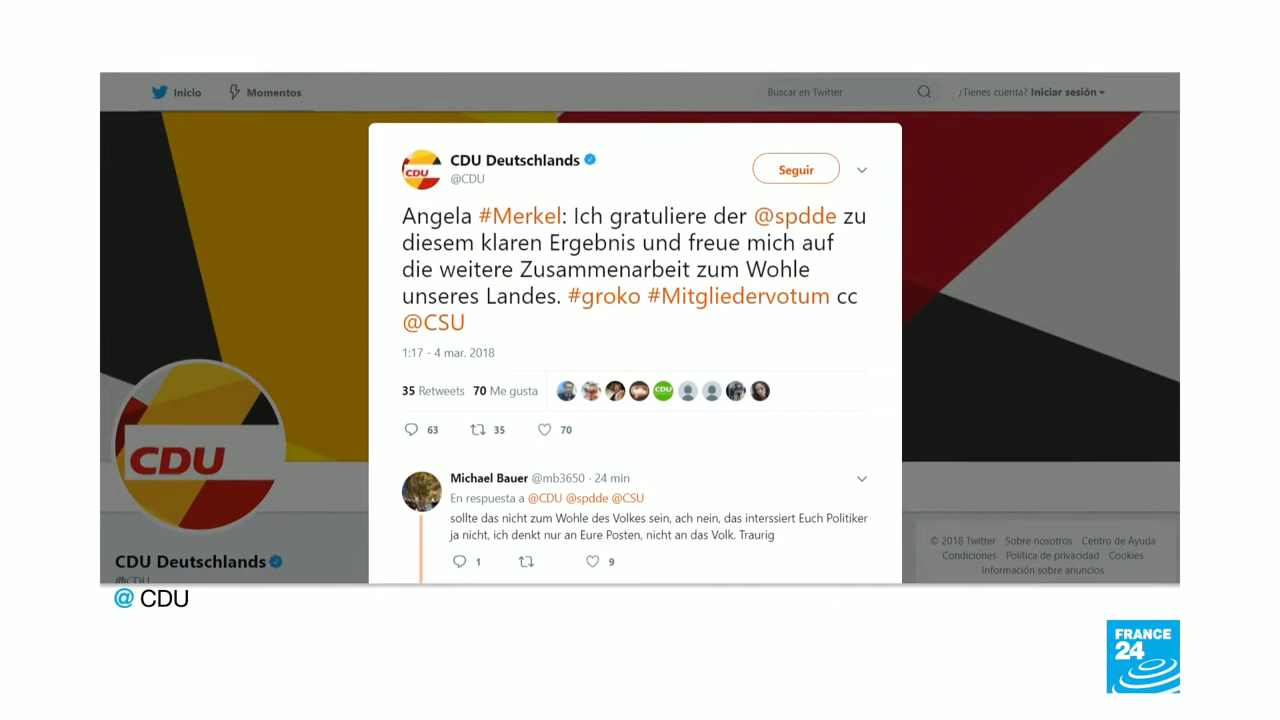 Inicio
Momentos
Buscar en Twitter
¿Tienes cuenta? Iniciar sesión
CDU
CDU Deutschlands
@CDU
Seguir
Angela #Merkel: Ich gratuliere der @spdde zu
diesem klaren Ergebnis und freue mich auf
die weitere Zusammenarbeit zum Wohle
unseres Landes. #groko #Mitgliedervotum cc
@CSU
1:17 - 4 mar. 2018
35 Retweets 70 Me gusta
CDU
63 35 70
Michael Bauer @mb3650 · 24 min
En respuesta a @CDU @spdde @CSU
sollte das nicht zum Wohle des Volkes sein, ach nein, das interssiert Euch Politiker
ja nicht, ich denkt nur an Eure Posten, nicht an das Volk. Traurig
1 9
CDU
CDU Deutschlands
@CDU
© 2018 Twitter Sobre nosotros Centro de Ayuda
Condiciones Política de privacidad Cookies
Información sobre anuncios
@ CDU
FRANCE
24